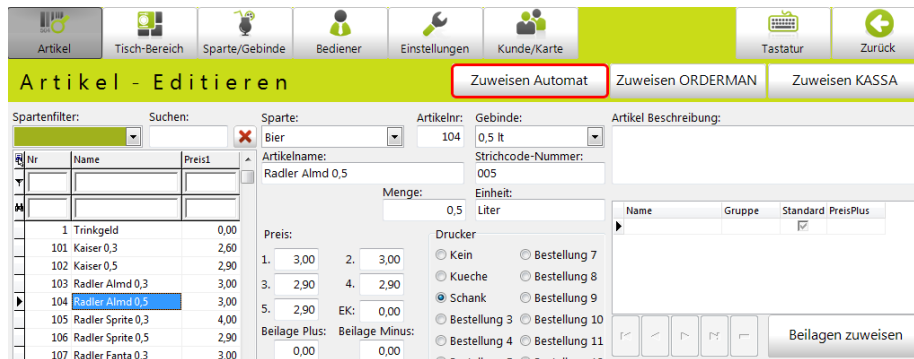 Artikel Tisch-Bereich Sparte/Gebinde Bediener Einstellungen Kunde/Karte Tastatur Zurück
Artikel - Editieren Zuweisen Automat Zuweisen ORDERMAN Zuweisen KASSA
Spartenfilter: Suchen: Sparte: Artikelnr: Gebinde: Artikel Beschreibung:
Bier 104 0,5 lt
Nr Name Preis1 Artikelname: Strichcode-Nummer:
Radler Almd 0,5 005
Menge: Einheit:
0,5 Liter Name Gruppe Standard PreisPlus
1 Trinkgeld 0,00 Preis: Drucker
101 Kaiser 0,3 2,60 1. 3,00 2. 3,00 Kein Bestellung 7
102 Kaiser 0,5 2,90 Kueche Bestellung 8
103 Radler Almd 0,3 3,00 3. 2,90 4. 2,90
104 Radler Almd 0,5 3,00 Schank Bestellung 9
105 Radler Sprite 0,3 4,00 5. 2,90 EK: 0,00 Bestellung 3 Bestellung 10
106 Radler Sprite 0,5 2,90 Beilage Plus: Beilage Minus: Bestellung 4 Bestellung 11 Beilagen zuweisen
107 Radler Fanta 0,3 3,00 0,00 0,00